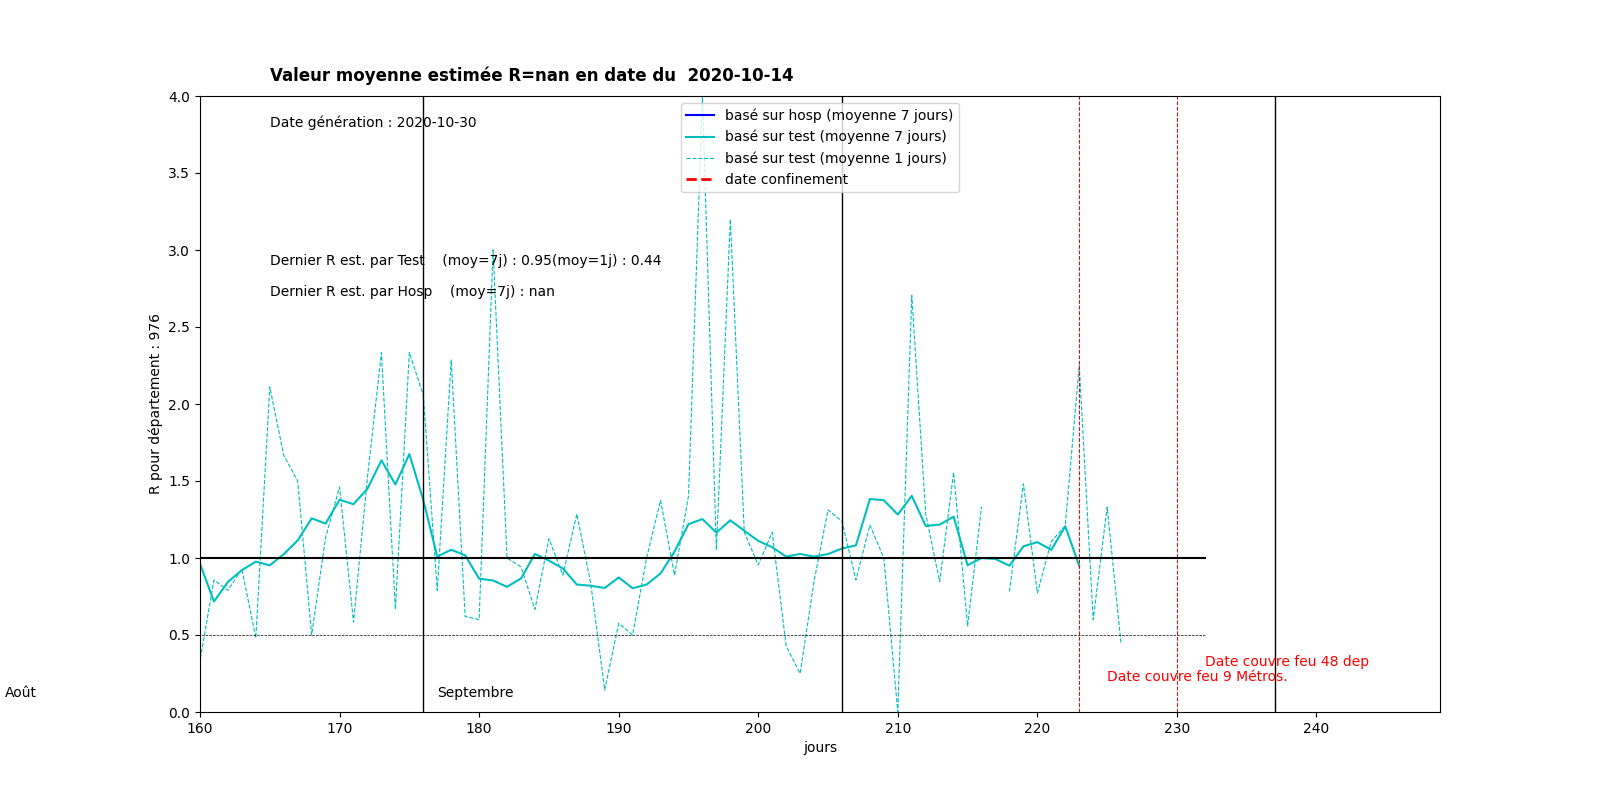 Valeur moyenne estimée R=nan en date du  2020-10-14
Date génération : 2020-10-30
basé sur hosp (moyenne 7 jours)
basé sur test (moyenne 7 jours)
basé sur test (moyenne 1 jours)
date confinement
Dernier R est. par Test    (moy=7j) : 0.95(moy=1j) : 0.44
Dernier R est. par Hosp    (moy=7j) : nan
R pour département : 976
4.0
3.5
3.0
2.5
2.0
1.5
1.0
0.5
0.0
Date couvre feu 48 dep
Date couvre feu 9 Métros.
Août
Septembre
160 170 180 190 200 210 220 230 240
jours